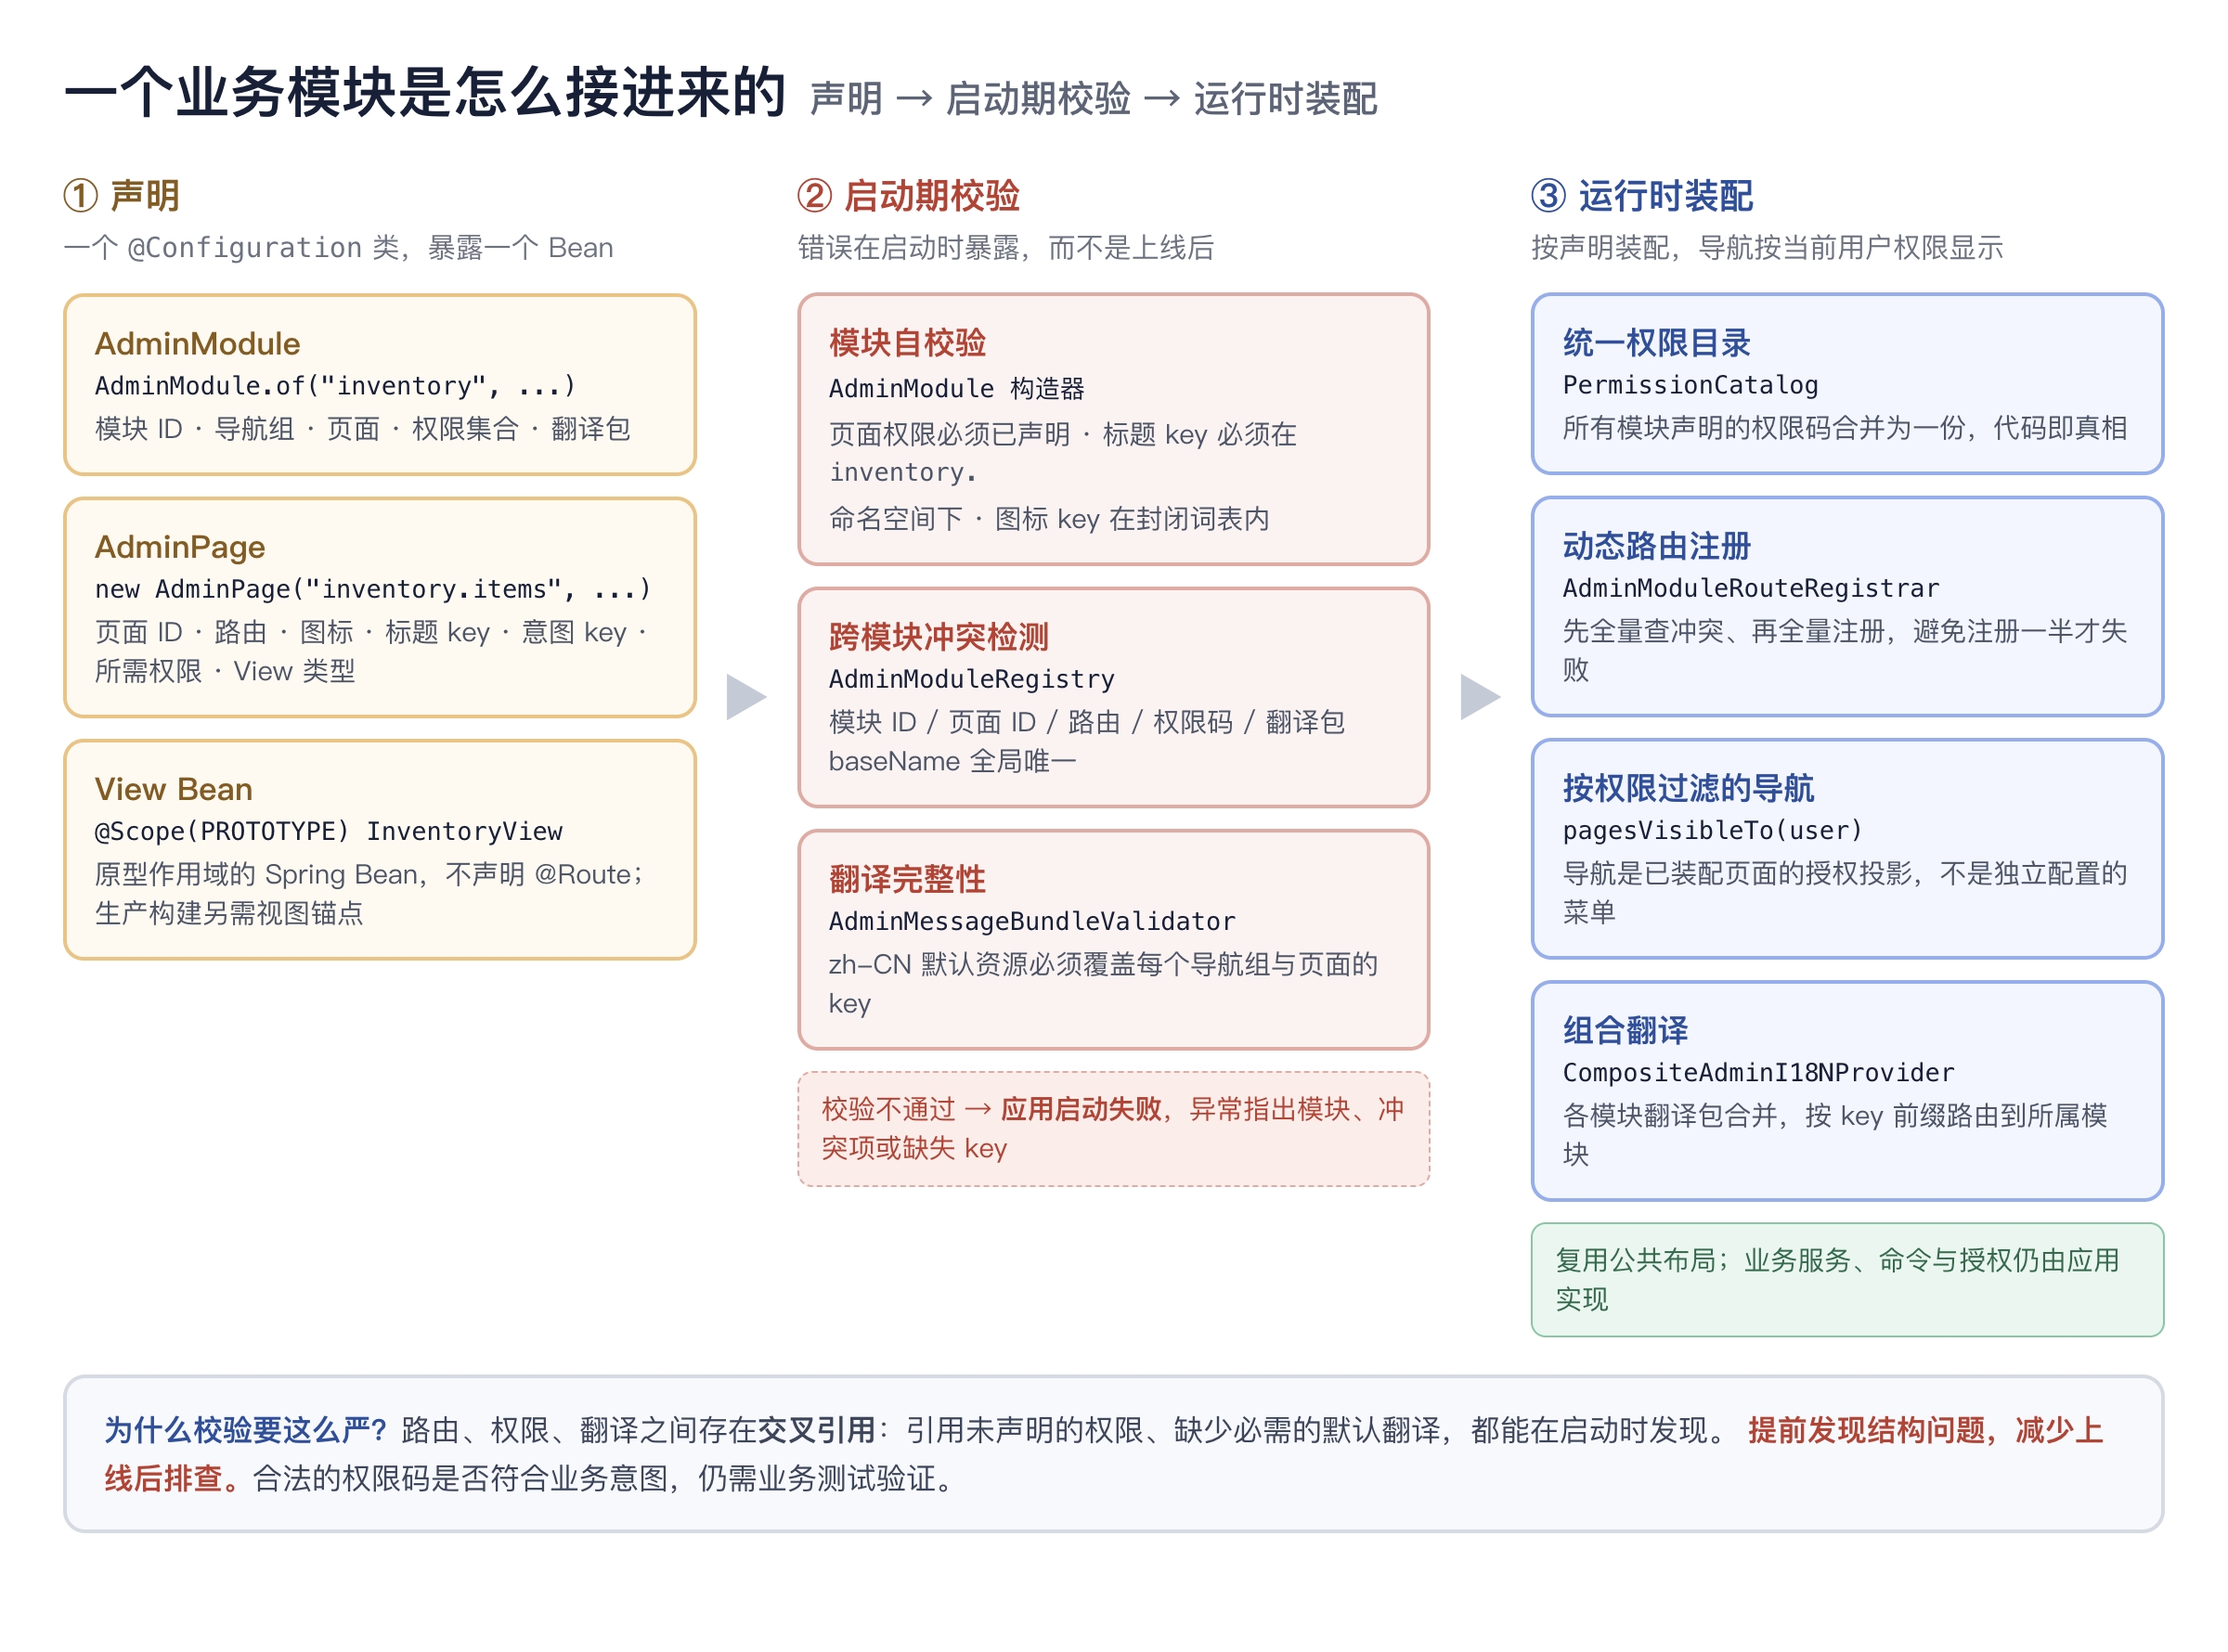 一个业务模块是怎么接进来的 声明 → 启动期校验 → 运行时装配
① 声明
一个 @Configuration 类，暴露一个 Bean
AdminModule
AdminModule.of("inventory", ...)
模块 ID · 导航组 · 页面 · 权限集合 · 翻译包
AdminPage
new AdminPage("inventory.items", ...)
页面 ID · 路由 · 图标 · 标题 key · 意图 key ·
所需权限 · View 类型
View Bean
@Scope(PROTOTYPE) InventoryView
原型作用域的 Spring Bean，不声明 @Route；
生产构建另需视图锚点
② 启动期校验
错误在启动时暴露，而不是上线后
模块自校验
AdminModule 构造器
页面权限必须已声明 · 标题 key 必须在
inventory.
命名空间下 · 图标 key 在封闭词表内
跨模块冲突检测
AdminModuleRegistry
模块 ID / 页面 ID / 路由 / 权限码 / 翻译包
baseName 全局唯一
翻译完整性
AdminMessageBundleValidator
zh-CN 默认资源必须覆盖每个导航组与页面的
key
校验不通过 → 应用启动失败，异常指出模块、冲
突项或缺失 key
③ 运行时装配
按声明装配，导航按当前用户权限显示
统一权限目录
PermissionCatalog
所有模块声明的权限码合并为一份，代码即真相
动态路由注册
AdminModuleRouteRegistrar
先全量查冲突、再全量注册，避免注册一半才失
败
按权限过滤的导航
pagesVisibleTo(user)
导航是已装配页面的授权投影，不是独立配置的
菜单
组合翻译
CompositeAdminI18NProvider
各模块翻译包合并，按 key 前缀路由到所属模
块
复用公共布局；业务服务、命令与授权仍由应用
实现
为什么校验要这么严？路由、权限、翻译之间存在交叉引用：引用未声明的权限、缺少必需的默认翻译，都能在启动时发现。 提前发现结构问题，减少上
线后排查。合法的权限码是否符合业务意图，仍需业务测试验证。